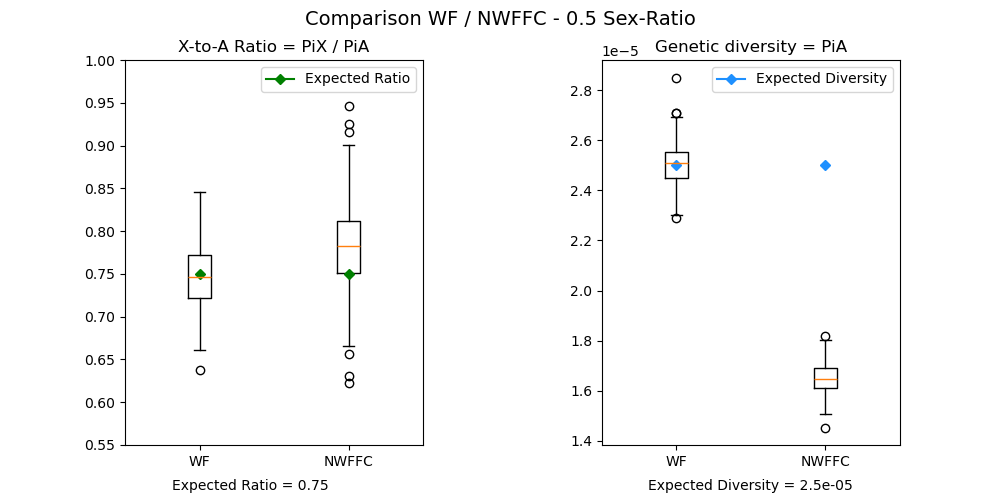 Comparison WF / NWFFC - 0.5 Sex-Ratio
X-to-A Ratio = PiX / PiA
Expected Ratio
1.00
0.95
0.90
0.85
0.80
0.75
0.70
0.65
0.60
0.55
WF
NWFFC
Expected Ratio = 0.75
1e−5
Genetic diversity = PiA
Expected Diversity
2.8
2.6
2.4
2.2
2.0
1.8
1.6
1.4
WF
NWFFC
Expected Diversity = 2.5e-05